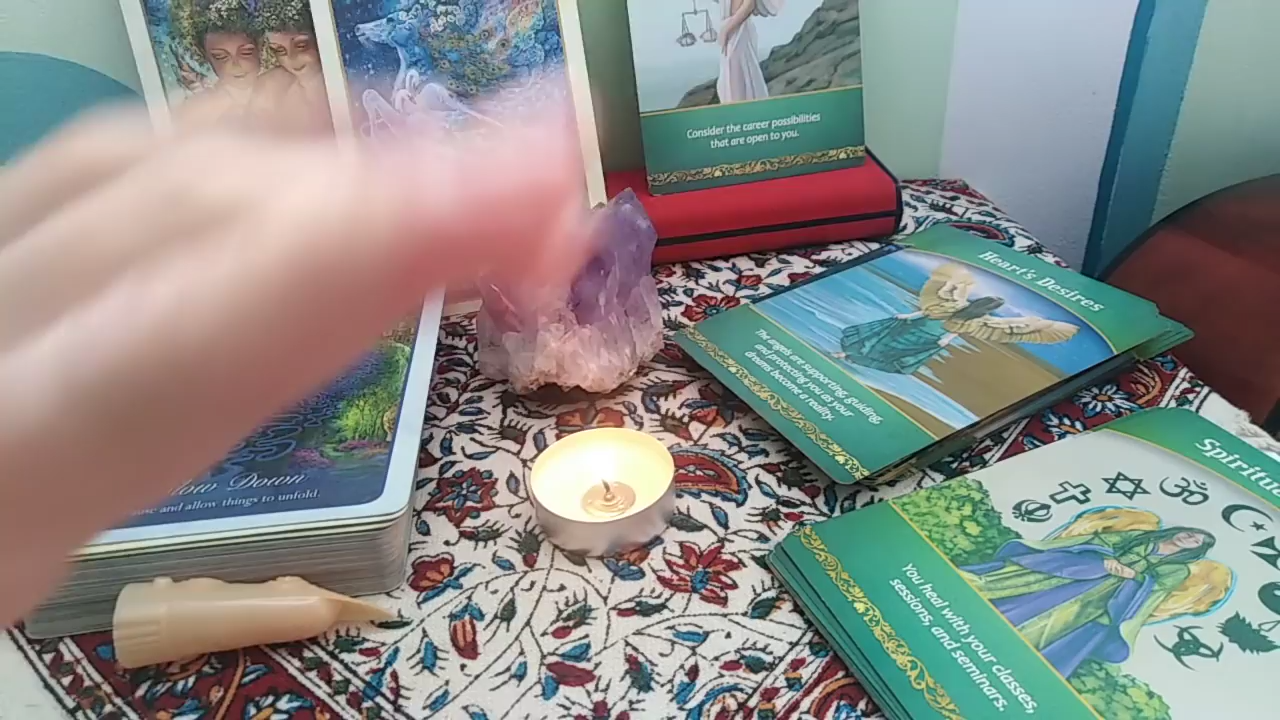 Consider the career possibilities
that are open to you.
Heart's Desires
The angels are supporting, guiding,
and protecting you as your
dreams become a reality.
Down
and allow things to unfold.
You heal with your classes,
sessions, and seminars.